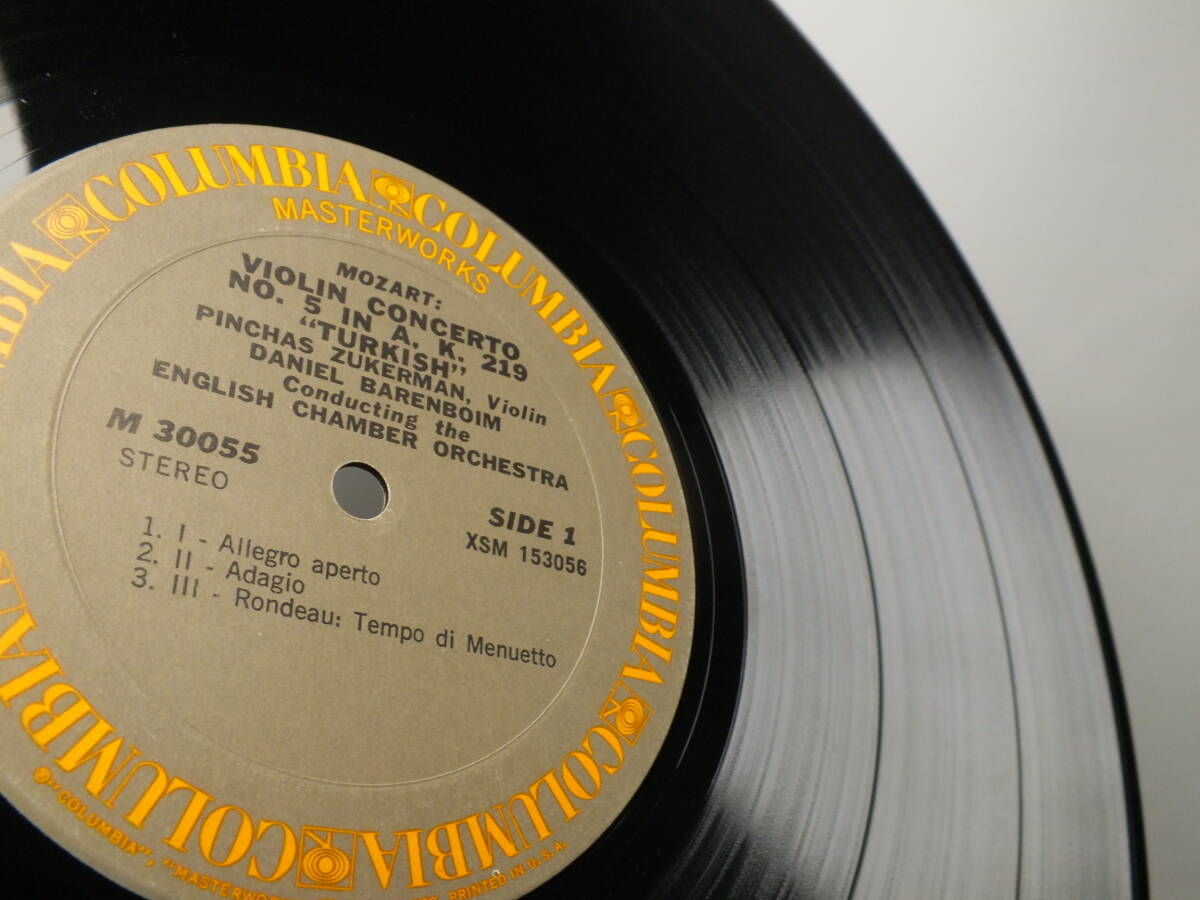 COLUMBIA COLUMBIA COLUMBIA COLUMBIA COLUMBIA COLUMBIA COLUMBIA
MASTERWORKS
MOZART:
VIOLIN CONCERTO
NO. 5 IN A. K. 219
"TURKISH"
PINCHAS ZUKERMAN, Violin
DANIEL BARENBOIM
Conducting the
ENGLISH CHAMBER ORCHESTRA
M 30055
STEREO
SIDE 1
XSM 153056
1. I - Allegro aperto
2. II - Adagio
3. III - Rondeau: Tempo di Menuetto
℗"COLUMBIA", "MASTERWOR
PRINTED IN U.S.A.